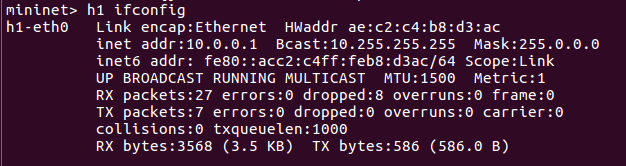 mininet> h1 ifconfig
h1-eth0 Link encap:Ethernet HWaddr ae:c2:c4:b8:d3:ac
inet addr:10.0.0.1 Bcast:10.255.255.255 Mask:255.0.0.0
inet6 addr: fe80::acc2:c4ff:feb8:d3ac/64 Scope:Link
UP BROADCAST RUNNING MULTICAST MTU:1500 Metric:1
RX packets:27 errors:0 dropped:8 overruns:0 frame:0
TX packets:7 errors:0 dropped:0 overruns:0 carrier:0
collisions:0 txqueuelen:1000
RX bytes:3568 (3.5 KB) TX bytes:586 (586.0 B)